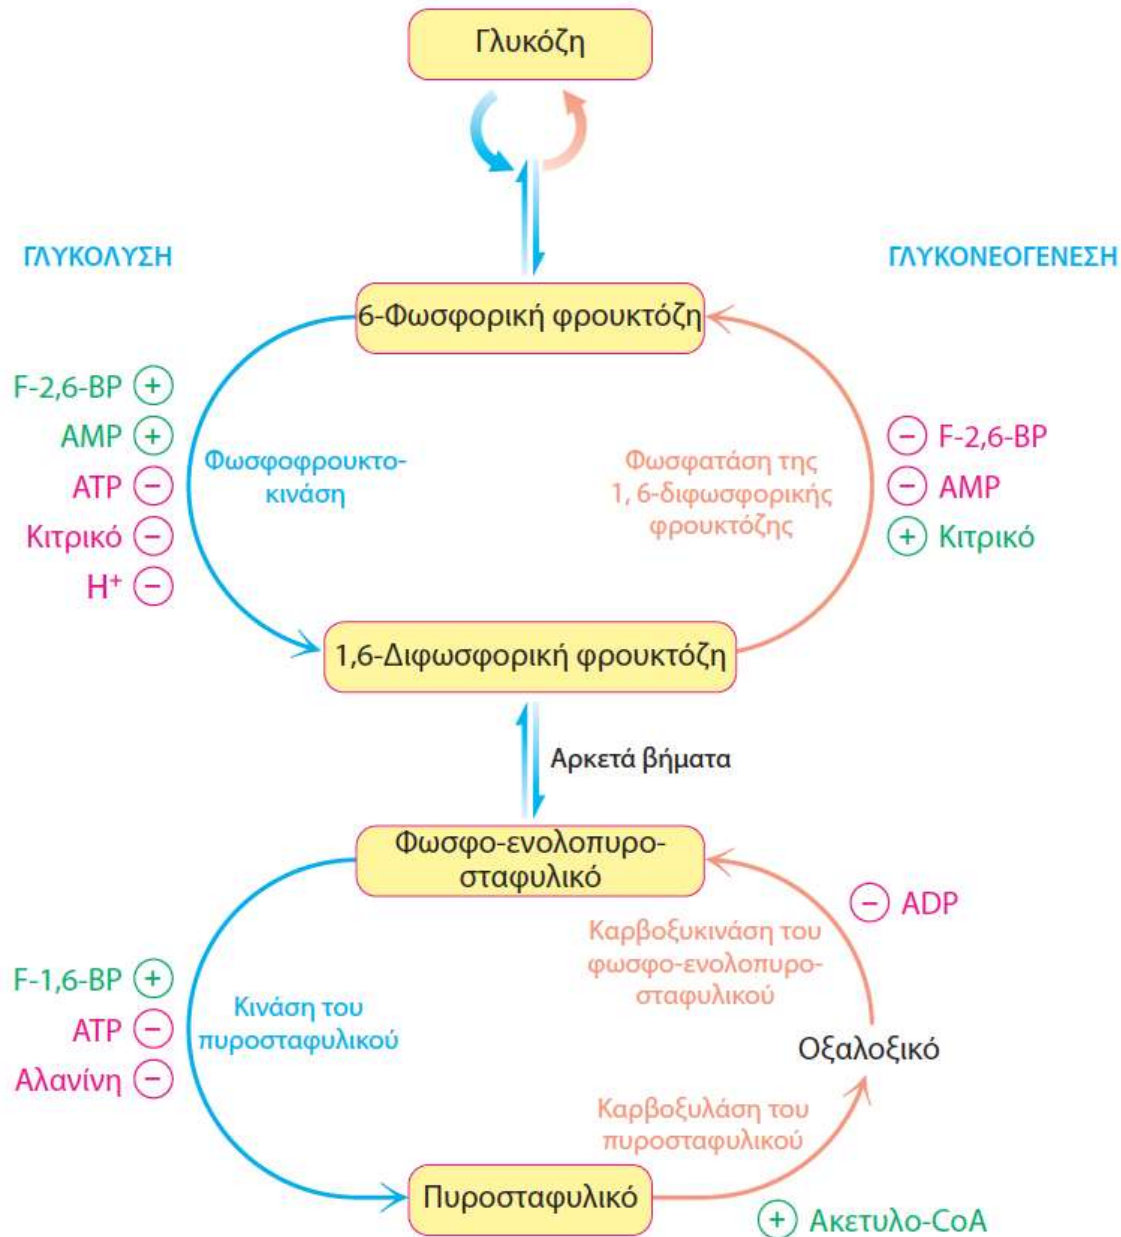 Γλυκόζη
ΓΛΥΚΟΛΥΣΗ
ΓΛΥΚΟΝΕΟΓΕΝΕΣΗ
6-Φωσφορική φρουκτόζη
F-2,6-BP +
AMP +
ATP −
Κιτρικό −
H⁺ −
Φωσφοφρουκτο-
κινάση
Φωσφατάση της
1, 6-διφωσφορικής
φρουκτόζης
− F-2,6-BP
− AMP
+ Κιτρικό
1,6-Διφωσφορική φρουκτόζη
Αρκετά βήματα
Φωσφο-ενολοπυρο-
σταφυλικό
− ADP
Καρβοξυκινάση του
φωσφο-ενολοπυρο-
σταφυλικού
F-1,6-BP +
ATP −
Αλανίνη −
Κινάση του
πυροσταφυλικού
Οξαλοξικό
Καρβοξυλάση του
πυροσταφυλικού
Πυροσταφυλικό
+ Ακετυλο-CoA